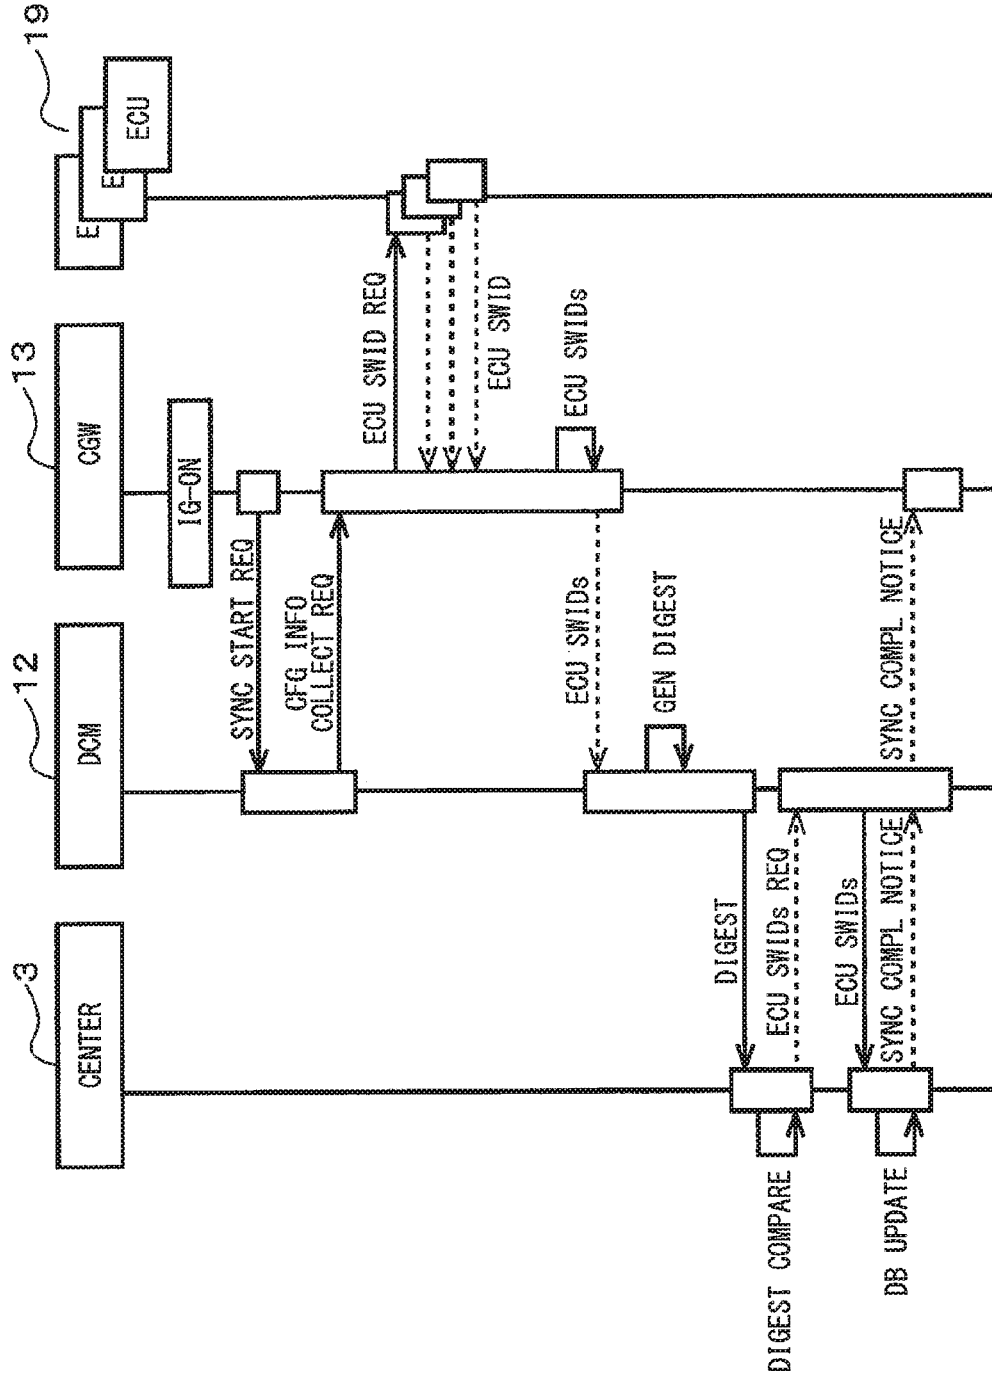 3
12
13
19
CENTER
DCM
CGW
E
E
ECU
IG-ON
SYNC START REQ
CFG INFO
COLLECT REQ
ECU SWID REQ
ECU SWID
ECU SWIDs
ECU SWIDs
GEN DIGEST
DIGEST
DIGEST COMPARE
ECU SWIDs REQ
ECU SWIDs
DB UPDATE
SYNC COMPL NOTICE
SYNC COMPL NOTICE